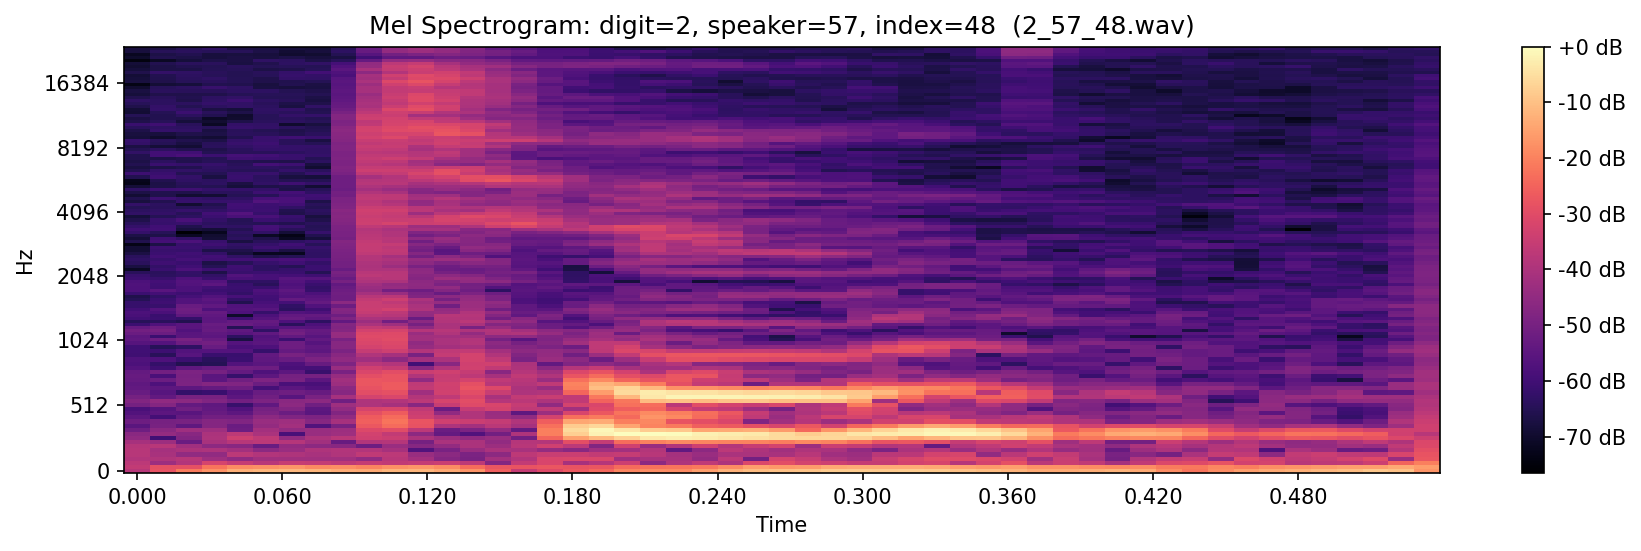 Mel Spectrogram: digit=2, speaker=57, index=48  (2_57_48.wav)
Hz
16384
8192
4096
2048
1024
512
0
0.000 0.060 0.120 0.180 0.240 0.300 0.360 0.420 0.480
Time
+0 dB
-10 dB
-20 dB
-30 dB
-40 dB
-50 dB
-60 dB
-70 dB